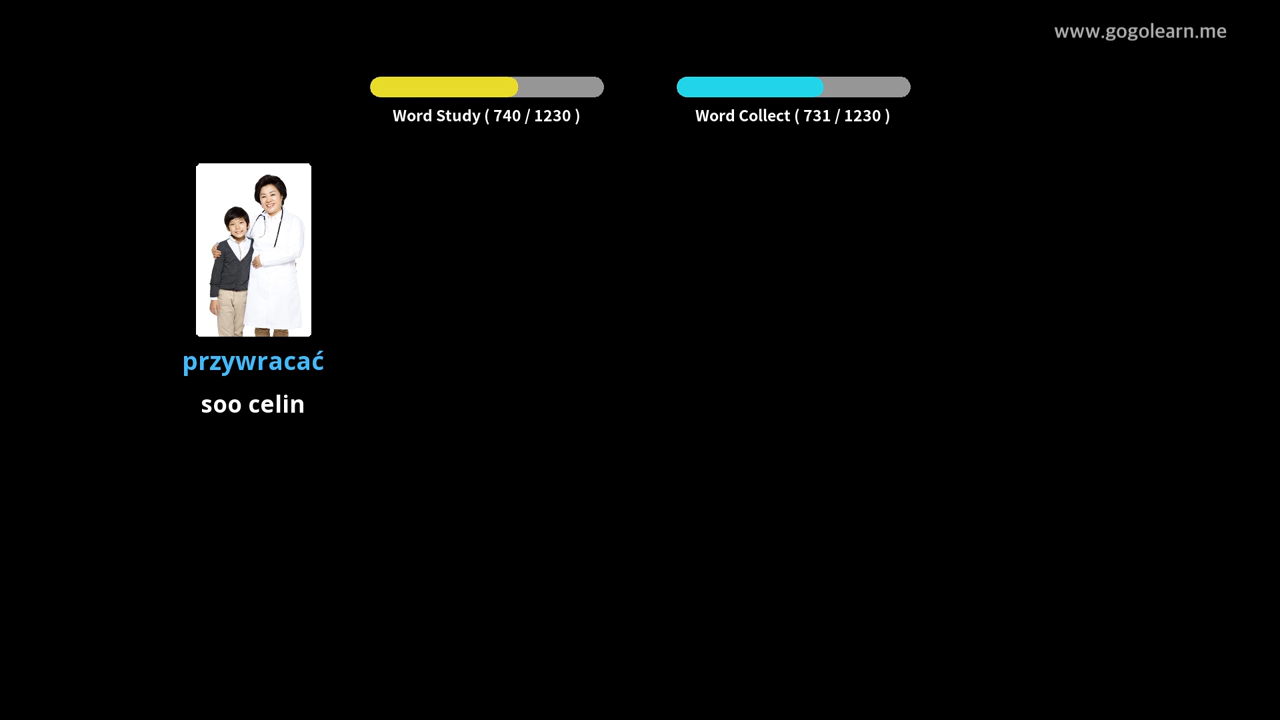 www.gogolearn.me
Word Study ( 740 / 1230 )
Word Collect ( 731 / 1230 )
przywracać
soo celin